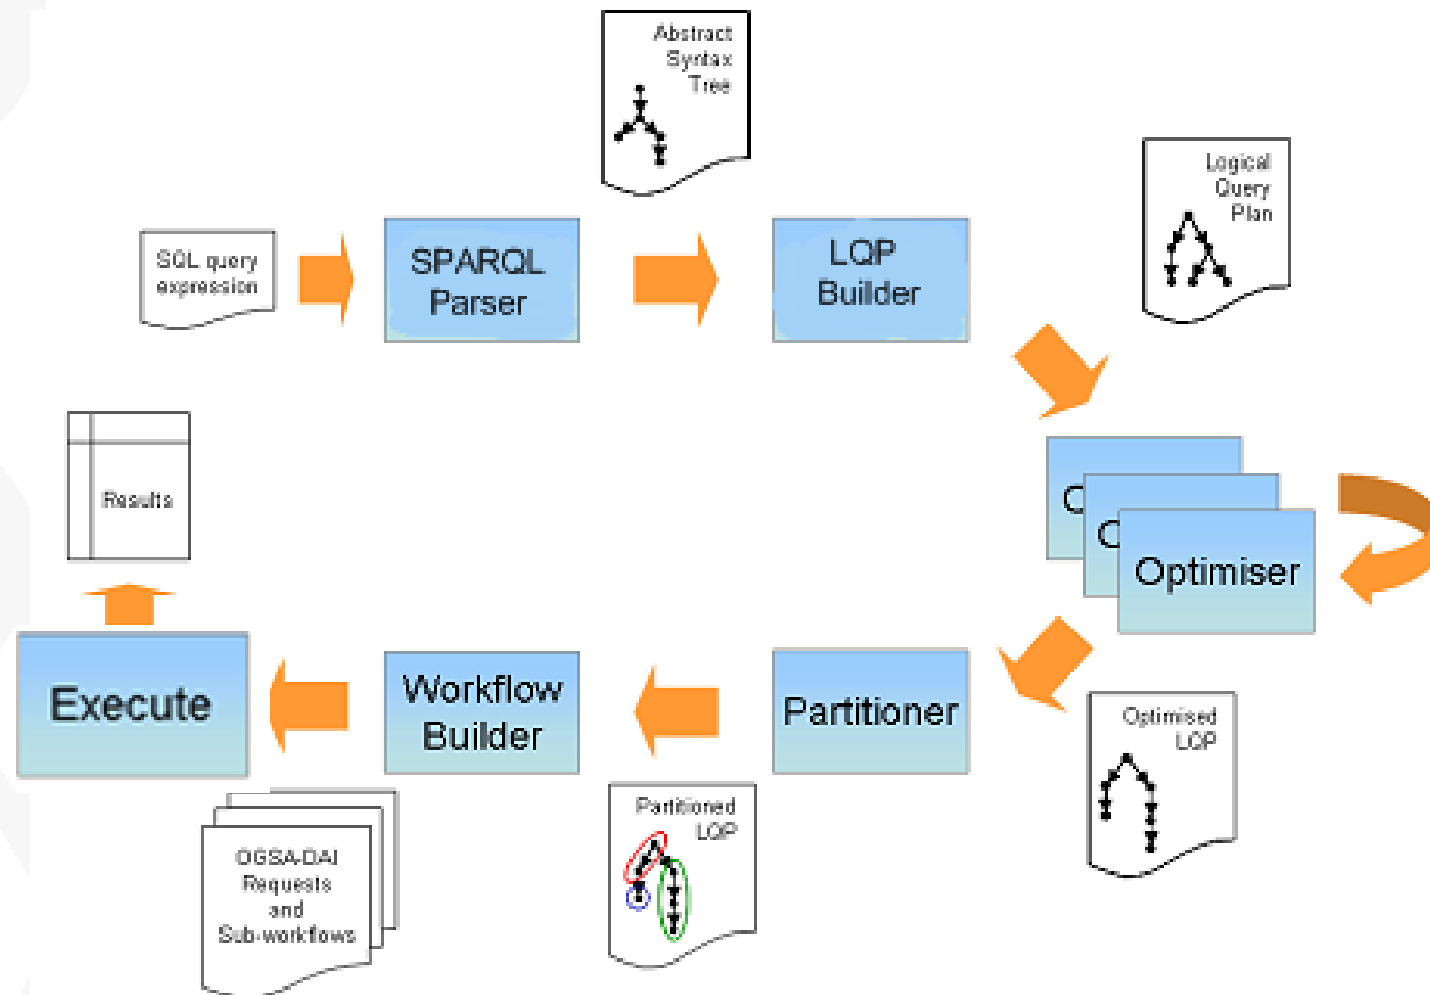 Abstract
Syntax
Tree
Logical
Query
Plan
SQL query
expression
SPARQL
Parser
LQP
Builder
Results
O
O
Optimiser
Execute
Workflow
Builder
Partitioner
Optimised
LQP
Partitioned
LQP
OGSA-DAI
Requests
and
Sub-workflows